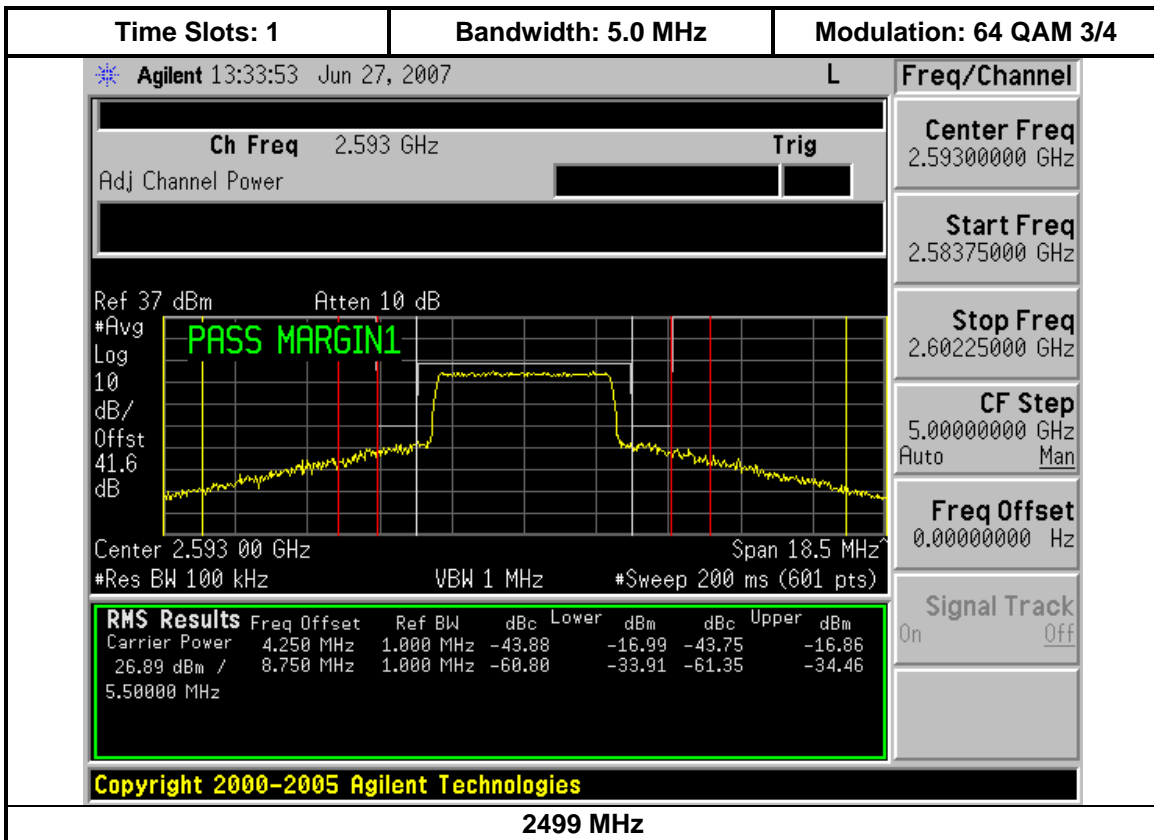 Time Slots: 1 Bandwidth: 5.0 MHz Modulation: 64 QAM 3/4
Agilent 13:33:53 Jun 27, 2007 L Freq/Channel
Ch Freq 2.593 GHz Trig
Adj Channel Power
Center Freq
2.59300000 GHz
Start Freq
2.58375000 GHz
Stop Freq
2.60225000 GHz
CF Step
5.00000000 GHz
Auto Man
Freq Offset
0.00000000 Hz
Signal Track
On Off
Ref 37 dBm Atten 10 dB
#Avg
Log
10
dB/
Offst
41.6
dB
PASS MARGIN1
Center 2.593 00 GHz Span 18.5 MHz^
#Res BW 100 kHz VBW 1 MHz #Sweep 200 ms (601 pts)
RMS Results Freq Offset Ref BW dBc Lower dBm dBc Upper dBm
Carrier Power 4.250 MHz 1.000 MHz -43.88 -16.99 -43.75 -16.86
26.89 dBm / 8.750 MHz 1.000 MHz -60.80 -33.91 -61.35 -34.46
5.50000 MHz
Copyright 2000-2005 Agilent Technologies
2499 MHz